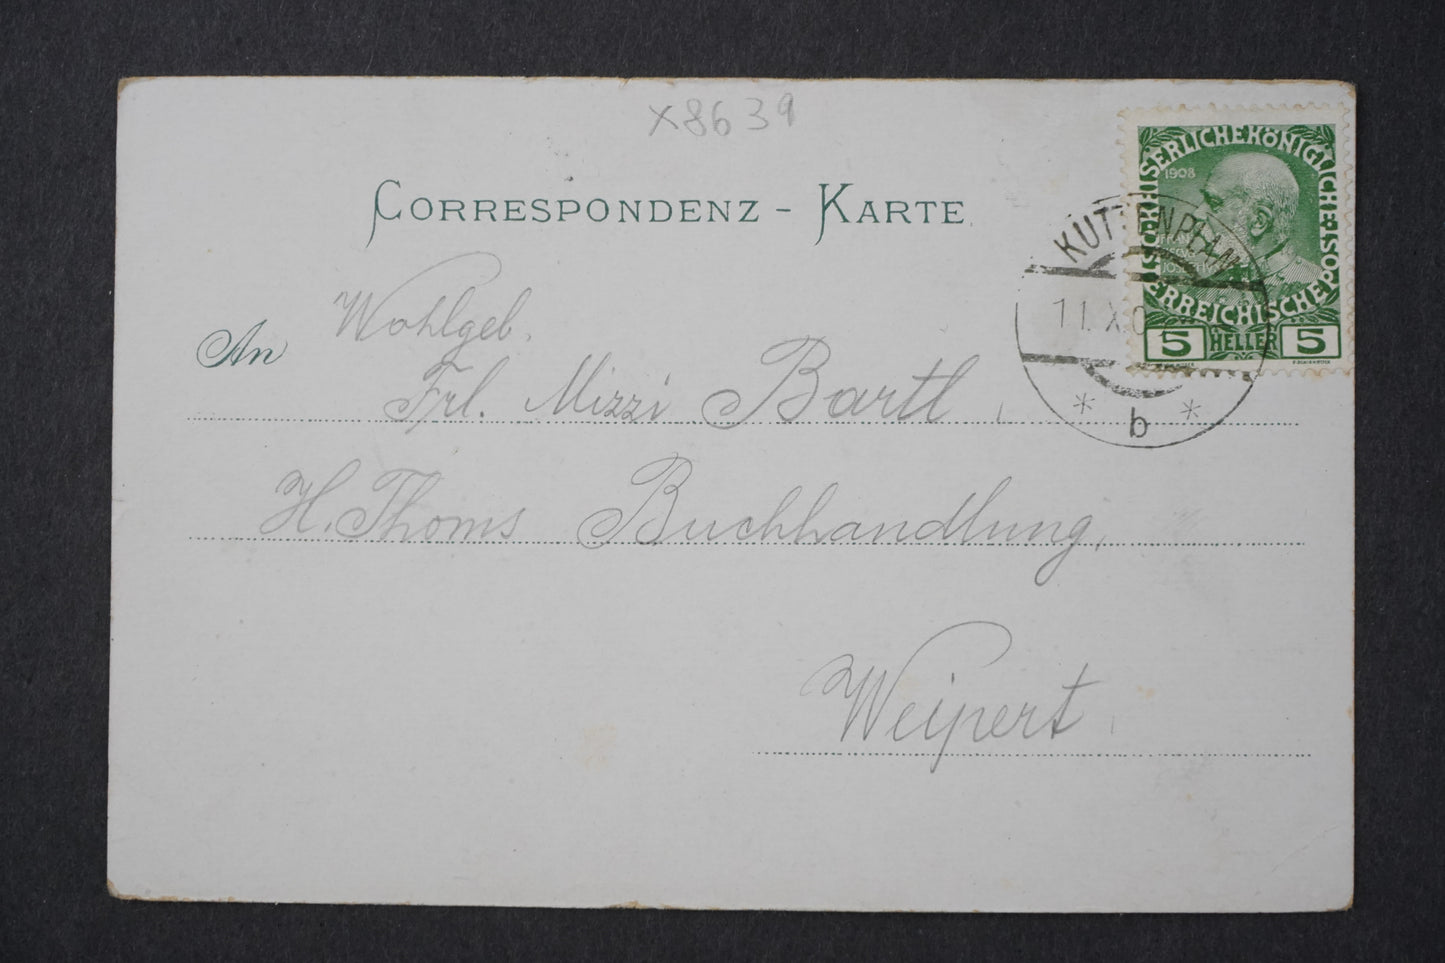 x8639
CORRESPONDENZ - KARTE
KAISERLICHE KÖNIGLICHE * ÖSTERREICHISCHE POST
1908
5 HELLER 5
KUTTENPLAN
11. X. 0
* b *
An Wohlgeb.
Frl. Mizzi Bartl,
H. Thoms Buchhandlung,
Weipert